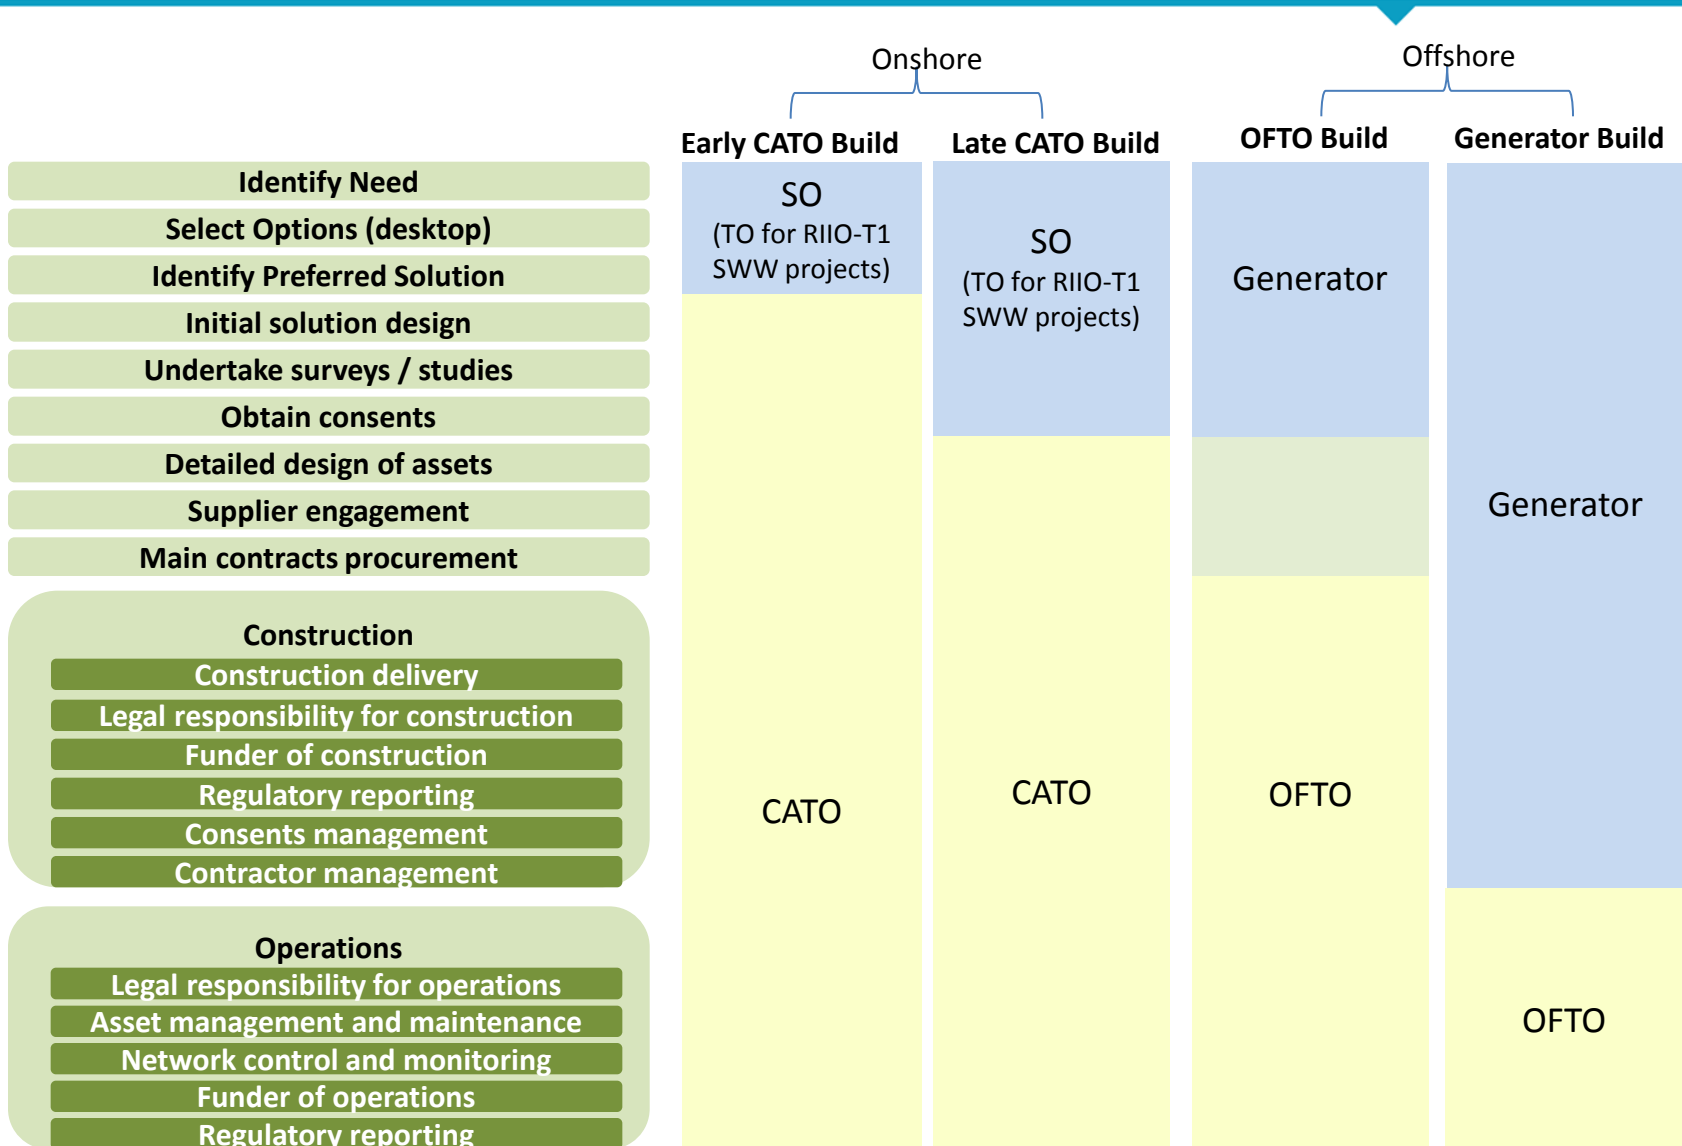 Onshore
Offshore
Early CATO Build
Late CATO Build
OFTO Build
Generator Build
Identify Need
Select Options (desktop)
Identify Preferred Solution
Initial solution design
Undertake surveys / studies
Obtain consents
Detailed design of assets
Supplier engagement
Main contracts procurement
Construction
Construction delivery
Legal responsibility for construction
Funder of construction
Regulatory reporting
Consents management
Contractor management
Operations
Legal responsibility for operations
Asset management and maintenance
Network control and monitoring
Funder of operations
Regulatory reporting
SO
(TO for RIIO-T1
SWW projects)
CATO
SO
(TO for RIIO-T1
SWW projects)
CATO
Generator
OFTO
Generator
OFTO